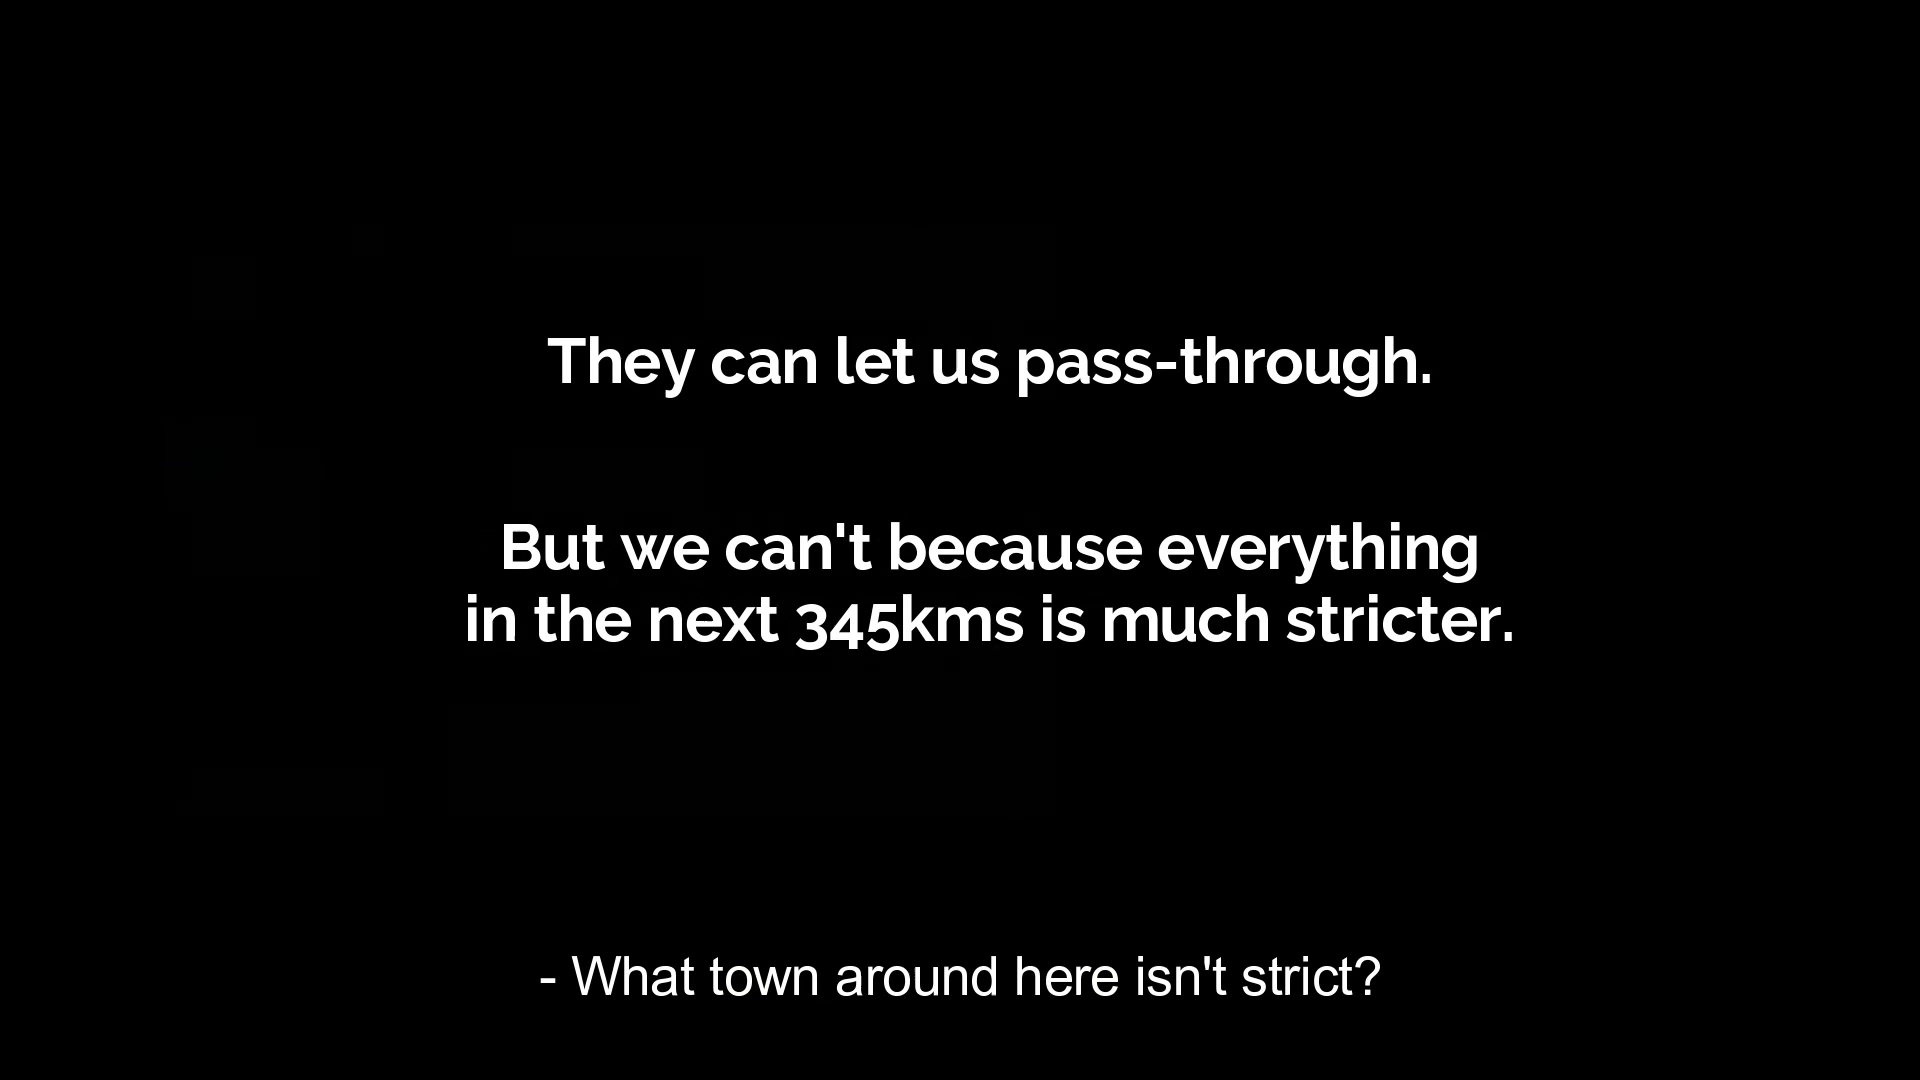 They can let us pass-through.
But we can't because everything
in the next 345kms is much stricter.
- What town around here isn't strict?